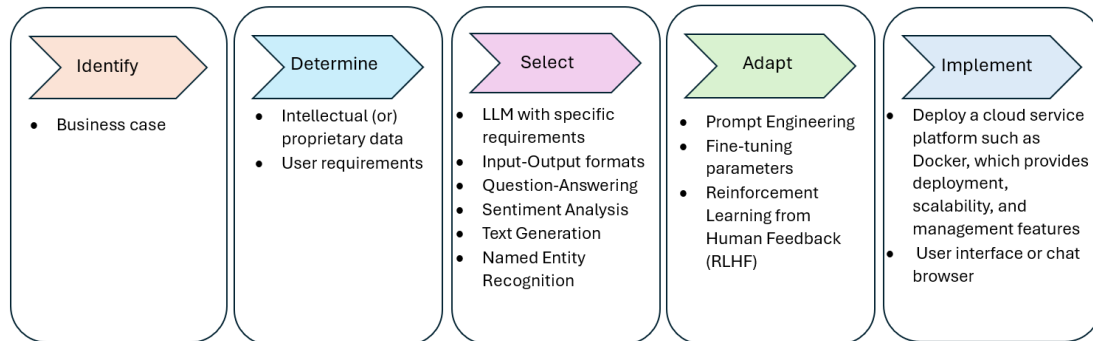 Identify
• Business case
Determine
• Intellectual (or)
proprietary data
• User requirements
Select
• LLM with specific
requirements
• Input-Output formats
• Question-Answering
• Sentiment Analysis
• Text Generation
• Named Entity
Recognition
Adapt
• Prompt Engineering
• Fine-tuning
parameters
• Reinforcement
Learning from
Human Feedback
(RLHF)
Implement
• Deploy a cloud service
platform such as
Docker, which provides
deployment,
scalability, and
management features
• User interface or chat
browser